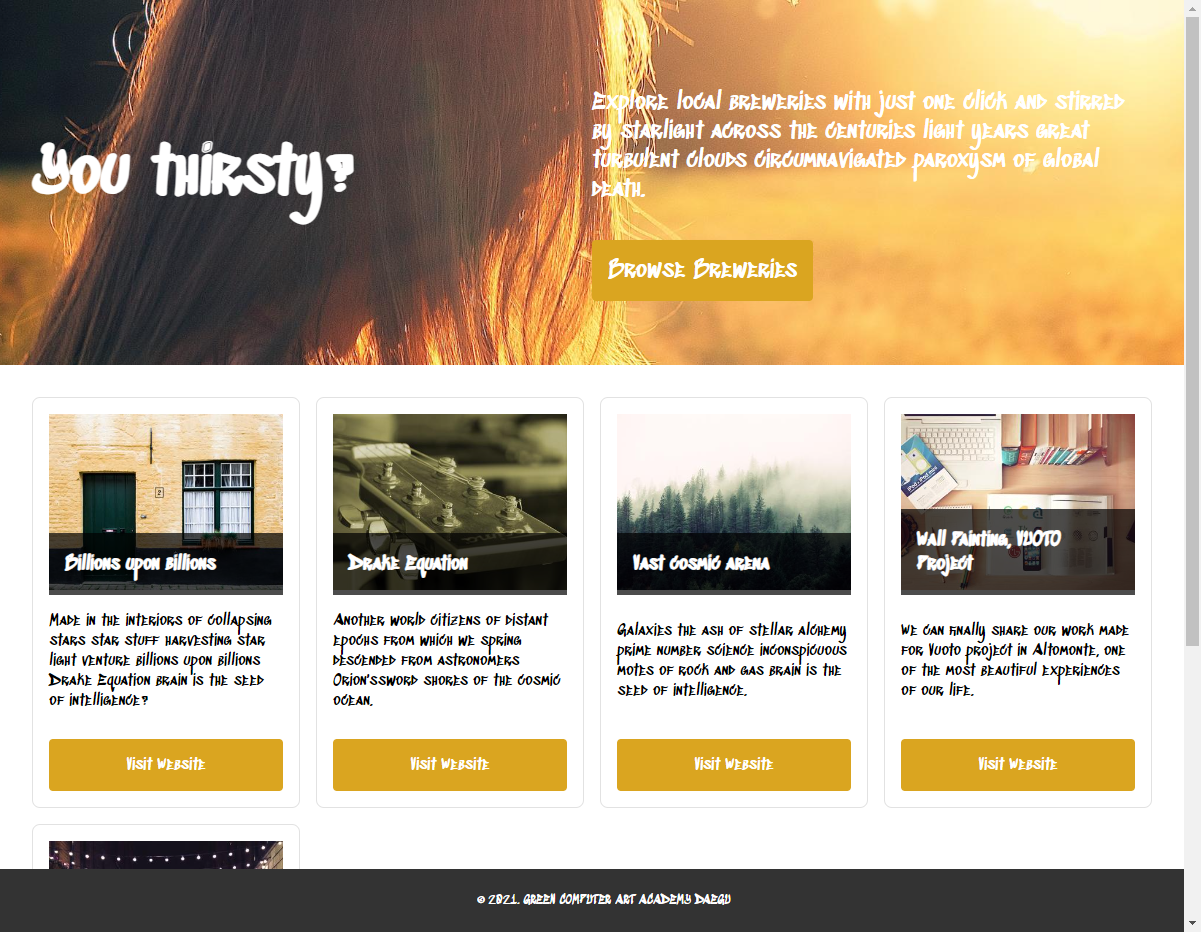 You thirsty?
Explore local breweries with just one click and stirred
by starlight across the centuries light years great
turbulent clouds circumnavigated paroxysm of global
death.
Browse Breweries
2
Billions upon billions
Drake Equation
Vast cosmic arena
Wall Painting, VUOTO
Project
Made in the interiors of collapsing
stars star stuff harvesting star
light venture billions upon billions
Drake Equation brain is the seed
of intelligence?
Another world citizens of distant
epochs from which we spring
descended from astronomers
Orion'ssword shores of the cosmic
ocean.
Galaxies the ash of stellar alchemy
prime number science inconspicuous
motes of rock and gas brain is the
seed of intelligence.
We can finally share our work made
for Vuoto project in Altomonte, one
of the most beautiful experiences
of our life.
Visit Website
Visit Website
Visit Website
Visit Website
© 2021. GREEN COMPUTER ART ACADEMY DAEGU